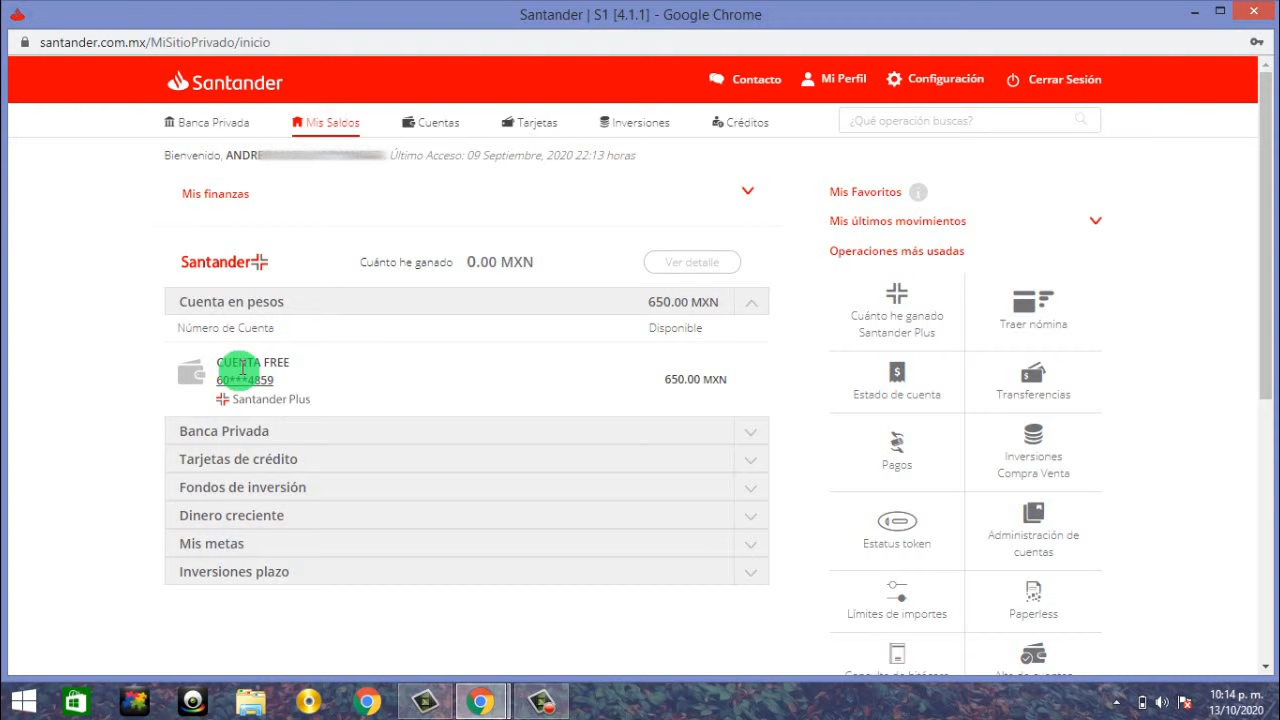 Santander | S1 [4.1.1] - Google Chrome
santander.com.mx/MiSitioPrivado/inicio
Santander
Contacto
Mi Perfil
Configuración
Cerrar Sesión
Banca Privada
Mis Saldos
Cuentas
Tarjetas
Inversiones
Créditos
¿Qué operación buscas?
Bienvenido, ANDRE Último Acceso: 09 Septiembre, 2020 22:13 horas
Mis finanzas
Santander
Cuánto he ganado 0.00 MXN
Ver detalle
Cuenta en pesos 650.00 MXN
Número de Cuenta Disponible
CUENTA FREE
60***4859 650.00 MXN
Santander Plus
Banca Privada
Tarjetas de crédito
Fondos de inversión
Dinero creciente
Mis metas
Inversiones plazo
Mis Favoritos i
Mis últimos movimientos
Operaciones más usadas
Cuánto he ganado
Santander Plus
Traer nómina
Estado de cuenta
Transferencias
Pagos
Inversiones
Compra Venta
Estatus token
Administración de
cuentas
Límites de importes
Paperless
10:14 p. m.
13/10/2020